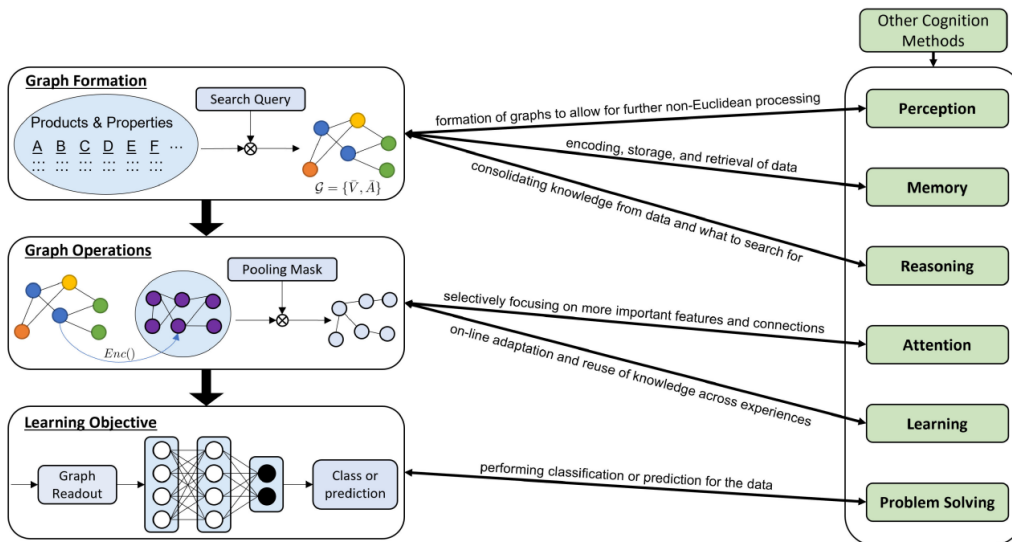 Other Cognition
Methods
Graph Formation
Search Query
Products & Properties
A B C D E F ...
... ... ... ... ... ...
... ... ... ... ... ...
𝒢 = {V̄, Ā}
formation of graphs to allow for further non-Euclidean processing
encoding, storage, and retrieval of data
consolidating knowledge from data and what to search for
Perception
Memory
Reasoning
Graph Operations
Pooling Mask
Enc()
selectively focusing on more important features and connections
on-line adaptation and reuse of knowledge across experiences
Attention
Learning
Learning Objective
Graph
Readout
Class or
prediction
performing classification or prediction for the data
Problem Solving